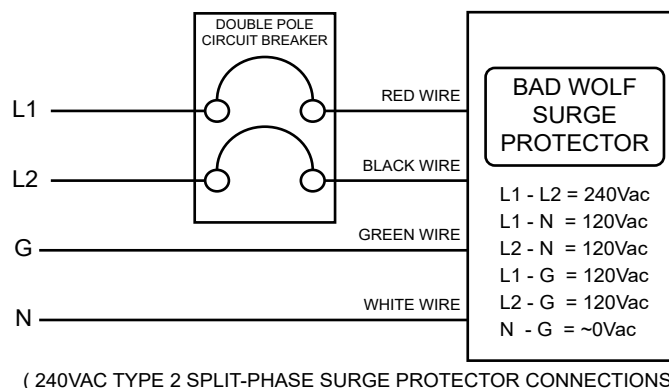 DOUBLE POLE
CIRCUIT BREAKER
L1
RED WIRE
L2
BLACK WIRE
G
GREEN WIRE
N
WHITE WIRE
BAD WOLF
SURGE
PROTECTOR
L1 - L2 = 240Vac
L1 - N = 120Vac
L2 - N = 120Vac
L1 - G = 120Vac
L2 - G = 120Vac
N - G = ~0Vac
( 240VAC TYPE 2 SPLIT-PHASE SURGE PROTECTOR CONNECTIONS